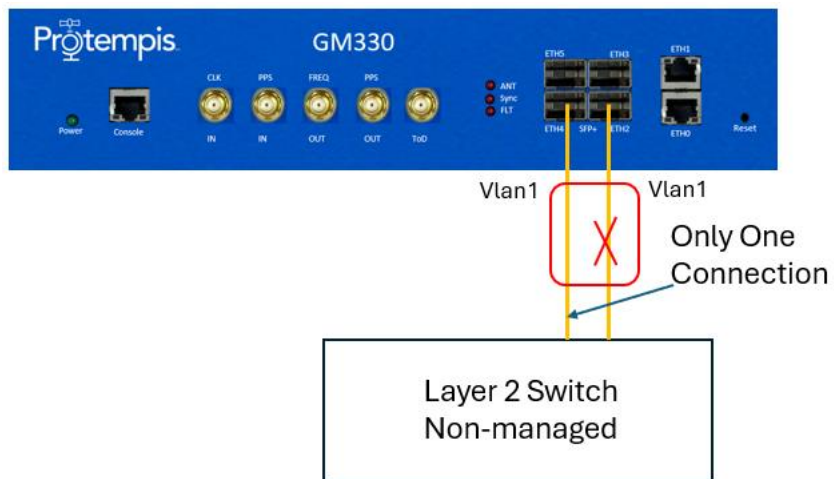 Protempis
GM330
CLK PPS FREQ PPS
IN IN OUT OUT ToD
Power
Console
ANT
Sync
FLT
ETH5 ETH3
ETH4 SFP+ ETH2
ETH1
ETH0
Reset
Vlan1
Vlan1
Only One
Connection
Layer 2 Switch
Non-managed